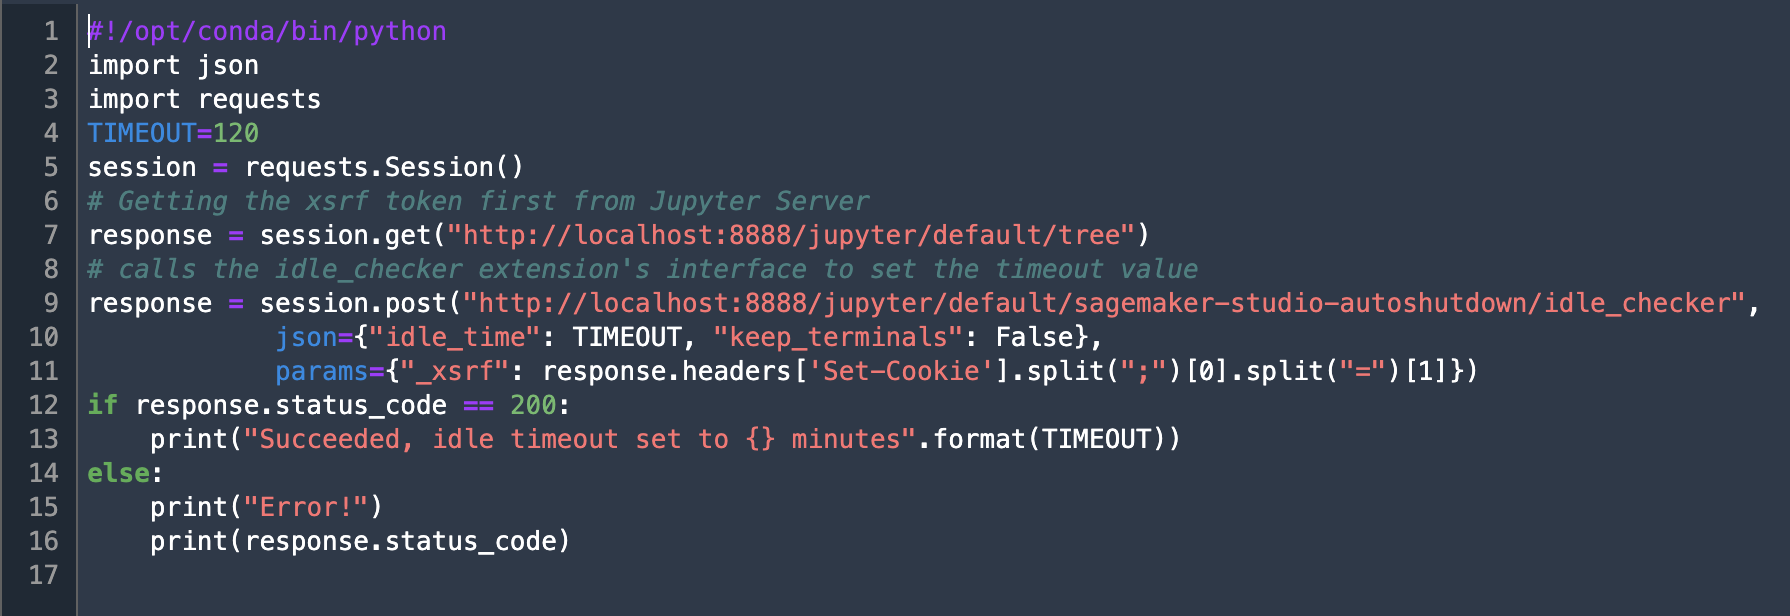 1 #!/opt/conda/bin/python
2 import json
3 import requests
4 TIMEOUT=120
5 session = requests.Session()
6 # Getting the xsrf token first from Jupyter Server
7 response = session.get("http://localhost:8888/jupyter/default/tree")
8 # calls the idle_checker extension's interface to set the timeout value
9 response = session.post("http://localhost:8888/jupyter/default/sagemaker-studio-autoshutdown/idle_checker",
10             json={"idle_time": TIMEOUT, "keep_terminals": False},
11             params={"_xsrf": response.headers['Set-Cookie'].split(";")[0].split("=")[1]})
12 if response.status_code == 200:
13     print("Succeeded, idle timeout set to {} minutes".format(TIMEOUT))
14 else:
15     print("Error!")
16     print(response.status_code)
17